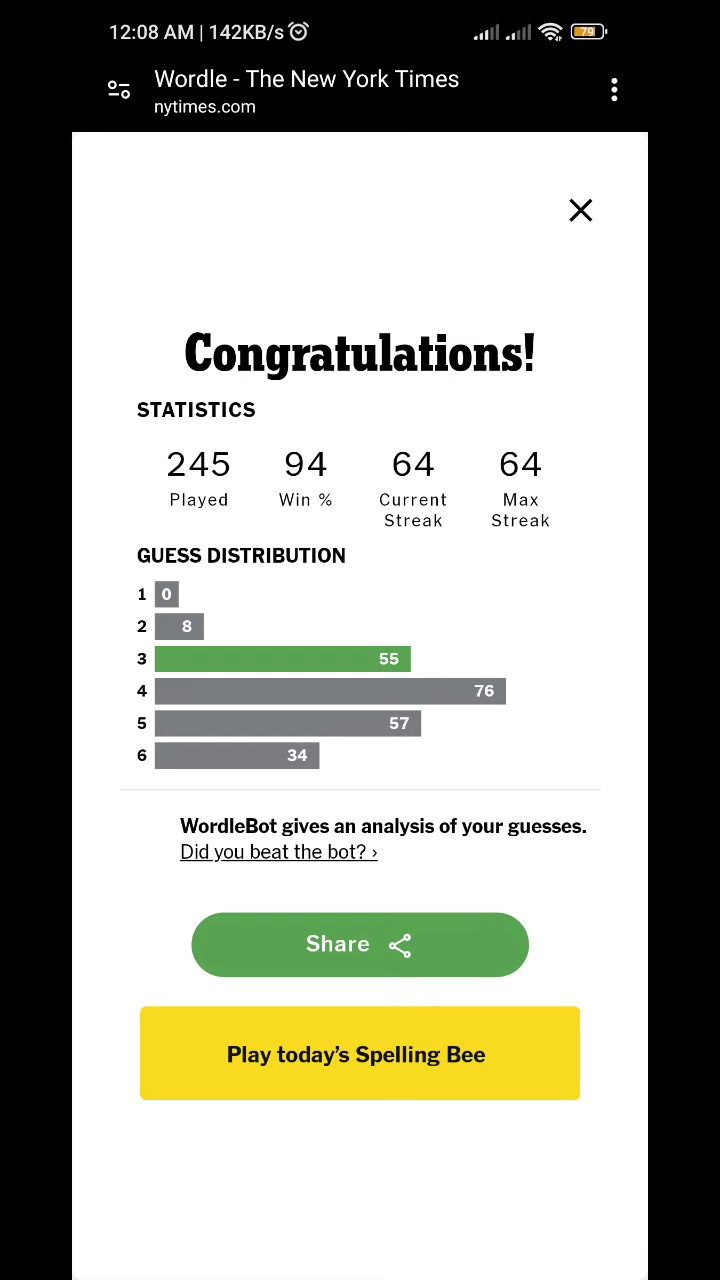 12:08 AM | 142KB/s
79
Wordle - The New York Times
nytimes.com
Congratulations!
STATISTICS
245 94 64 64
Played Win % Current Max
Streak Streak
GUESS DISTRIBUTION
1 0
2 8
3 55
4 76
5 57
6 34
WordleBot gives an analysis of your guesses.
Did you beat the bot? ›
Share
Play today’s Spelling Bee